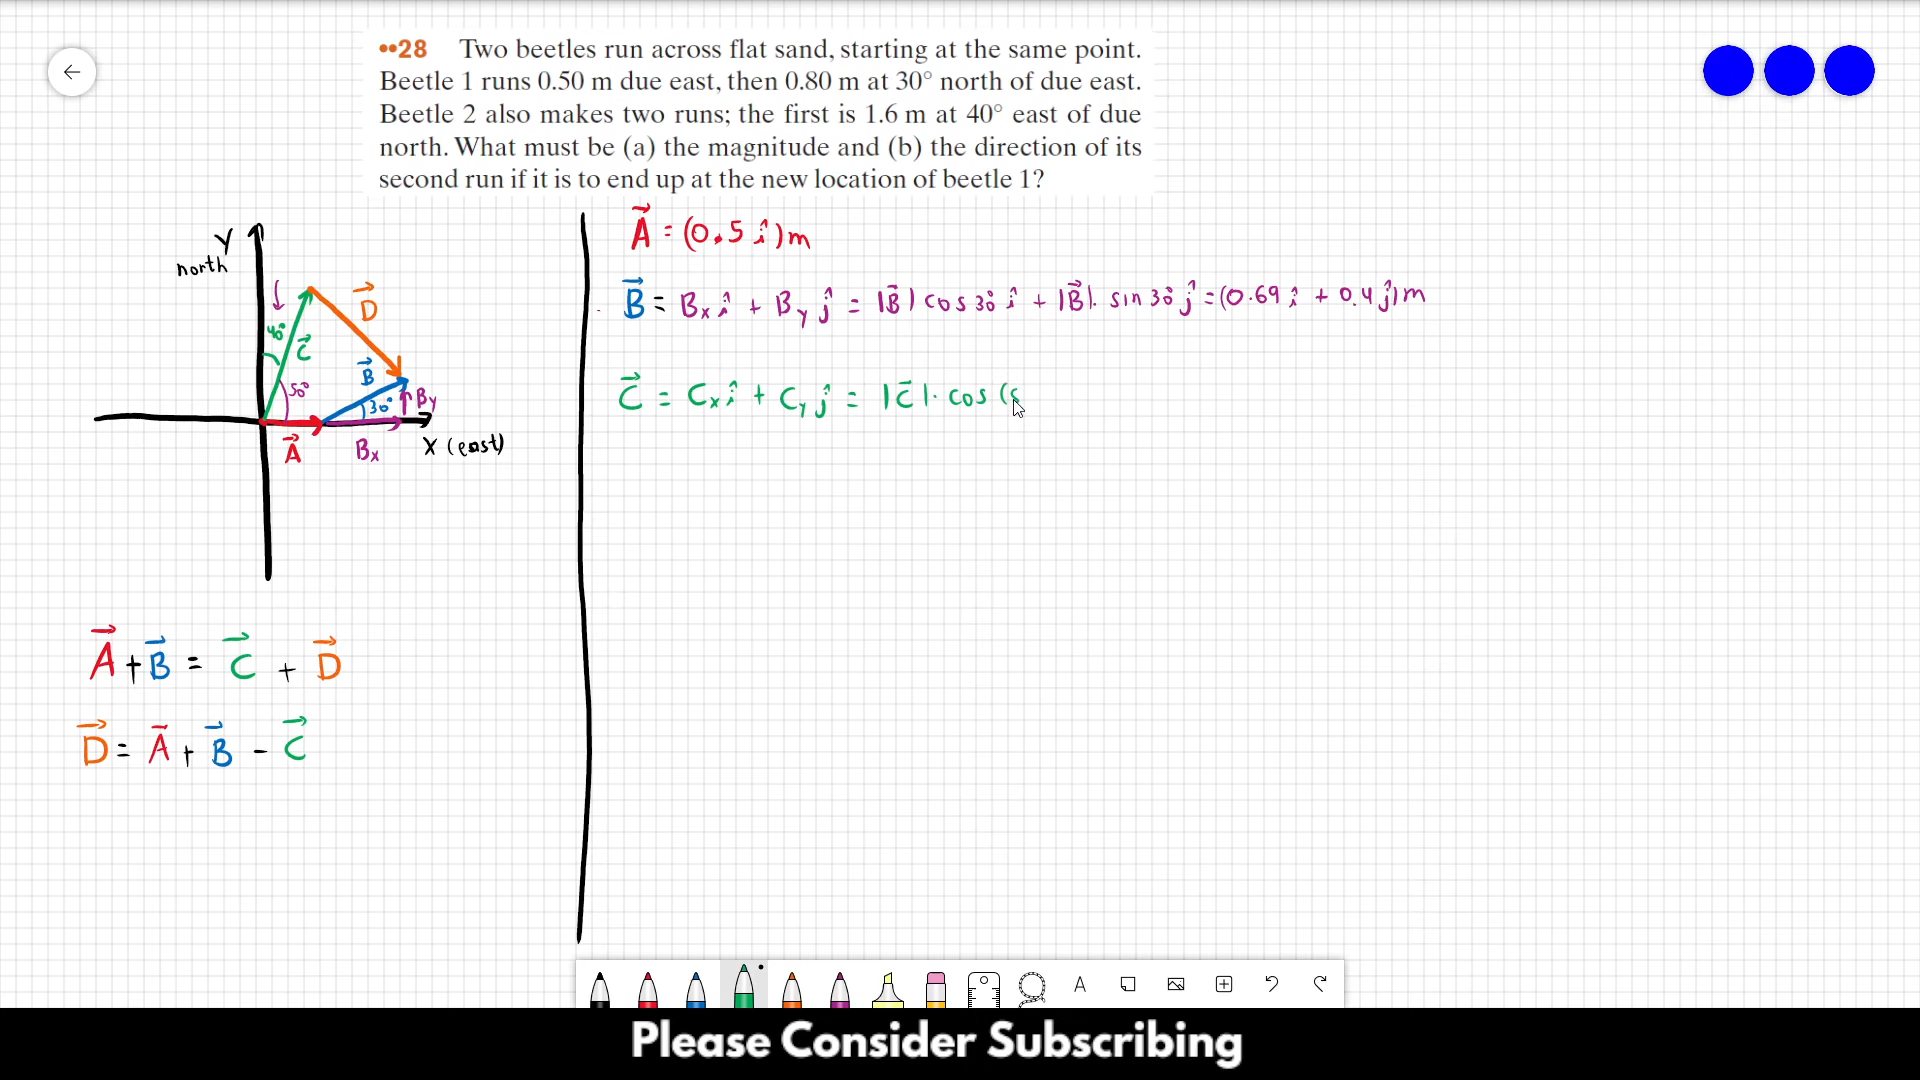 ••28 Two beetles run across flat sand, starting at the same point.
Beetle 1 runs 0.50 m due east, then 0.80 m at 30° north of due east.
Beetle 2 also makes two runs; the first is 1.6 m at 40° east of due
north. What must be (a) the magnitude and (b) the direction of its
second run if it is to end up at the new location of beetle 1?
Y
north
D⃗
40°
C⃗
B⃗
50°
30°
By
A⃗
Bx
X (east)
A⃗ + B⃗ = C⃗ + D⃗
D⃗ = A⃗ + B⃗ - C⃗
A⃗ = (0.5 î) m
B⃗ = Bx î + By ĵ = |B⃗| cos 30° î + |B⃗|. sin 30° ĵ = (0.69 î + 0.4 ĵ) m
C⃗ = Cx î + Cy ĵ = |C⃗|. cos (
A
Please Consider Subscribing